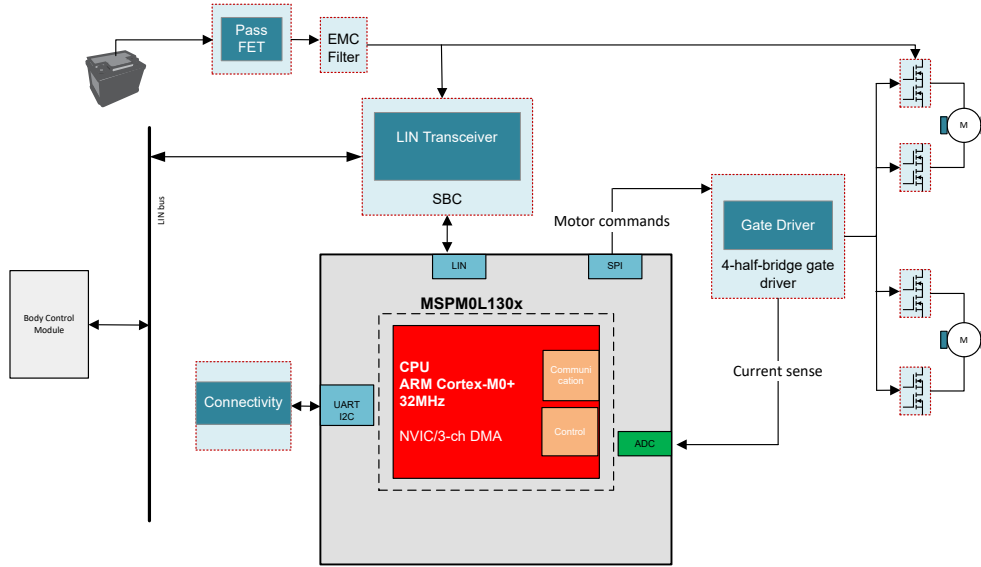 Pass
FET
EMC
Filter
LIN Transceiver
SBC
LIN bus
Motor commands
Gate Driver
4-half-bridge gate
driver
M
M
LIN
SPI
MSPM0L130x
CPU
ARM Cortex-M0+
32MHz
NVIC/3-ch DMA
Communi
cation
Control
Body Control
Module
Connectivity
UART
I2C
ADC
Current sense